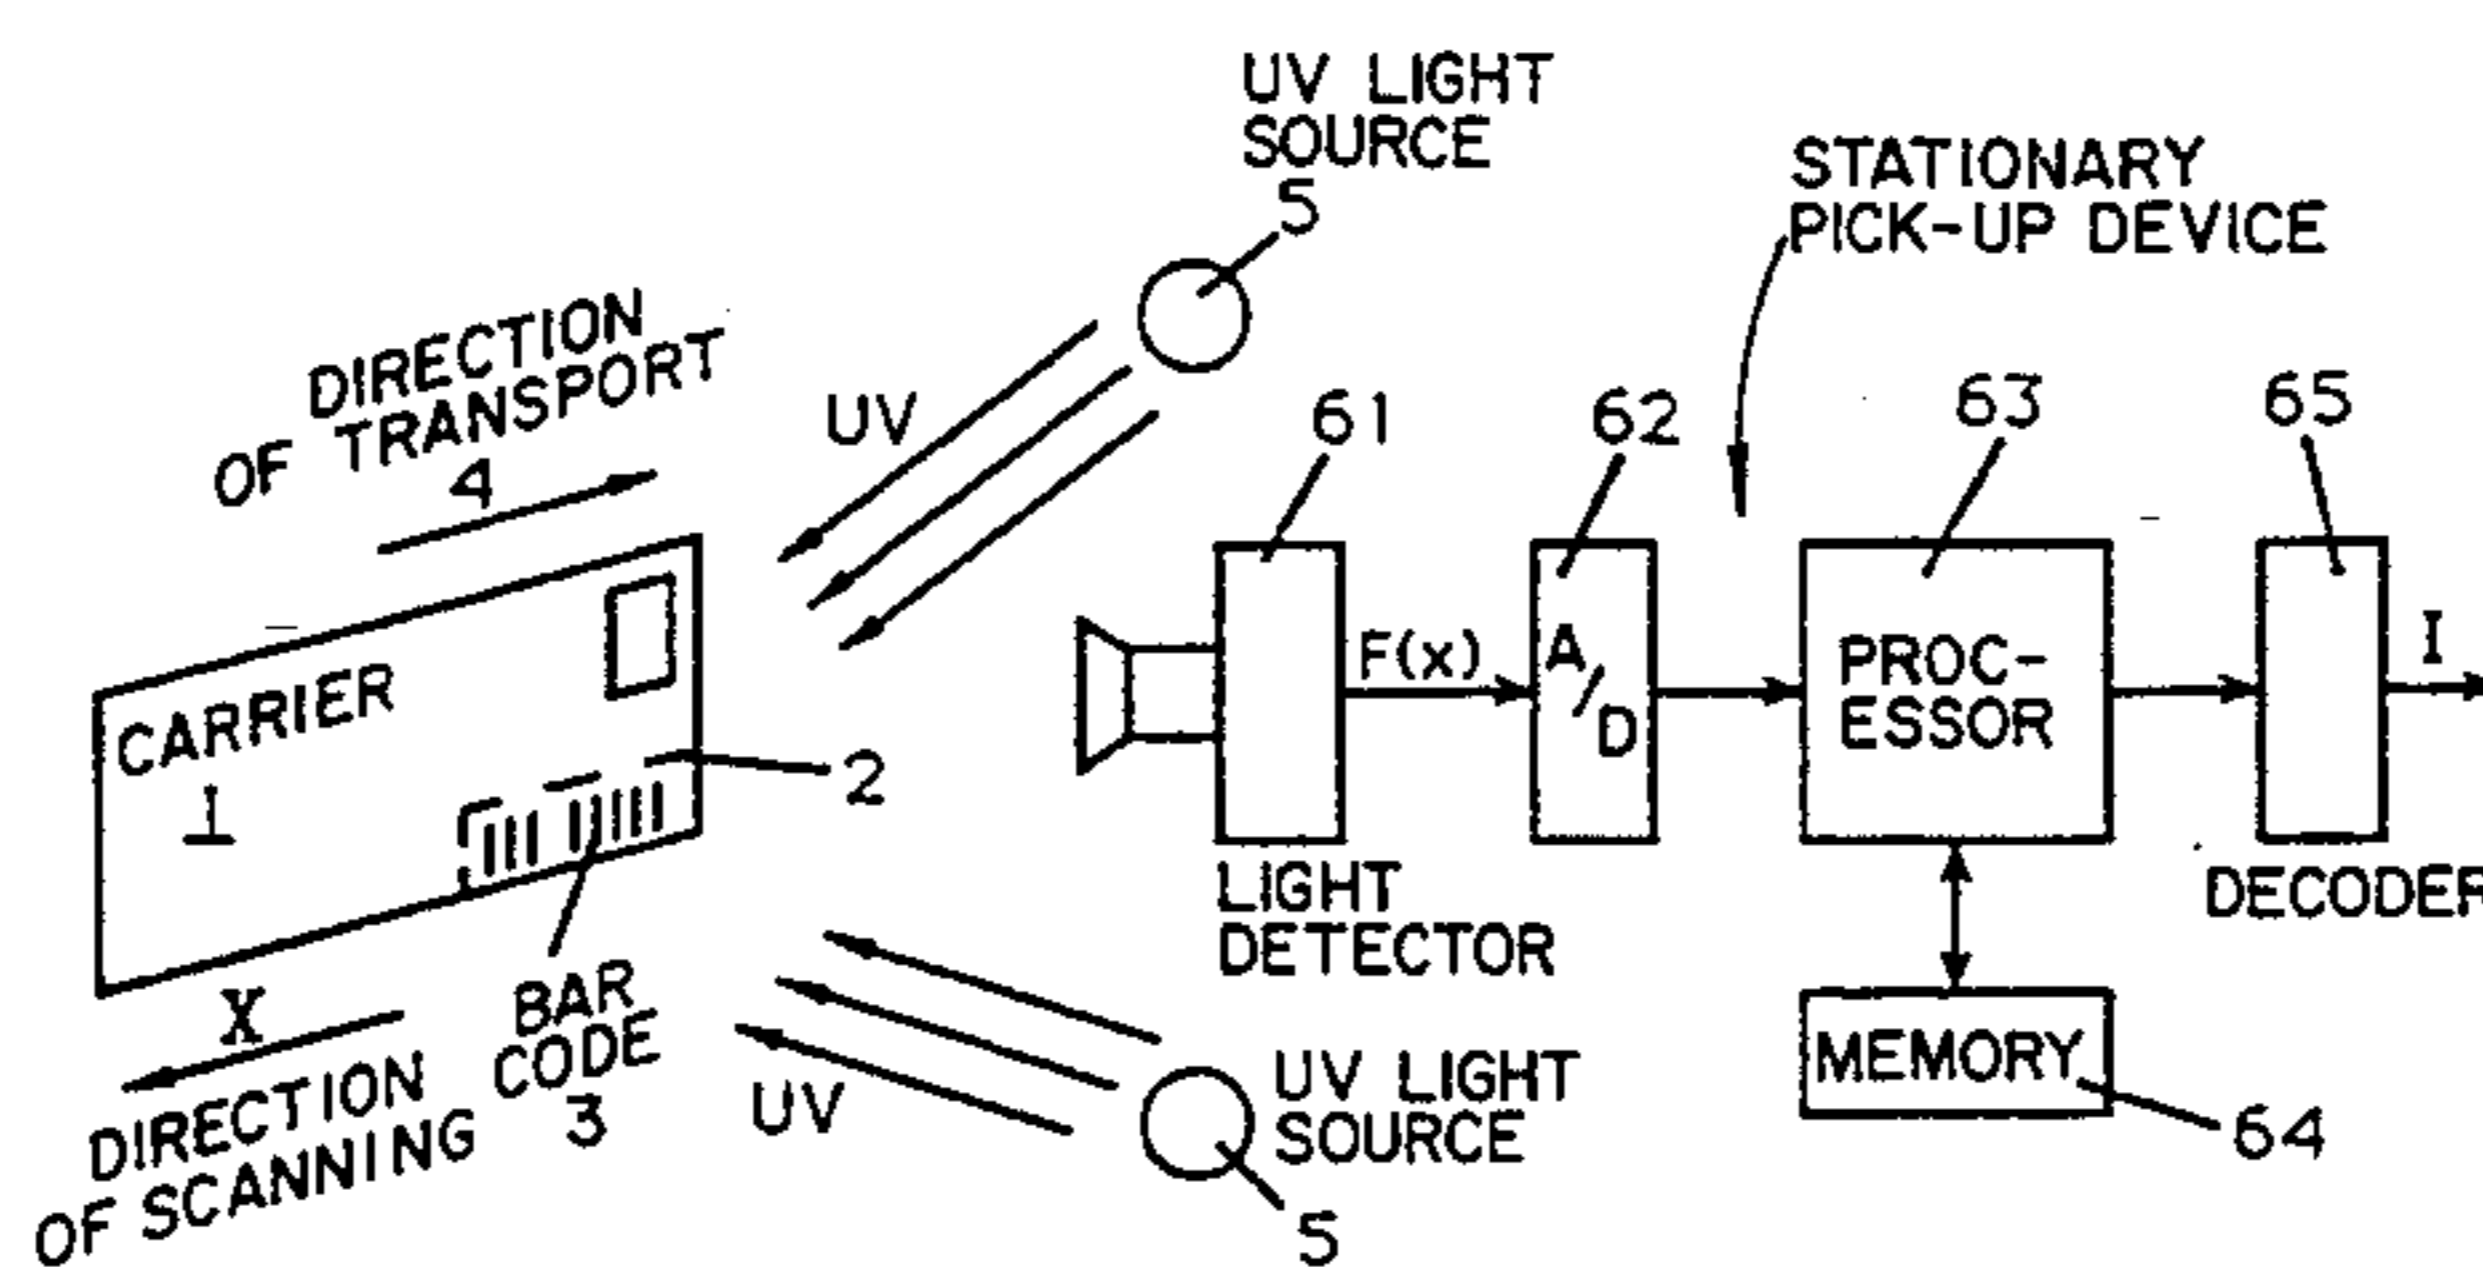 UV LIGHT
SOURCE
5
STATIONARY
PICK-UP DEVICE
DIRECTION
OF TRANSPORT
4
UV
61
62
63
65
CARRIER
1
2
F(x)
A/D
PROC-
ESSOR
I
LIGHT
DETECTOR
DECODER
X
DIRECTION
OF SCANNING
BAR
CODE
3
UV
UV LIGHT
SOURCE
5
MEMORY
64